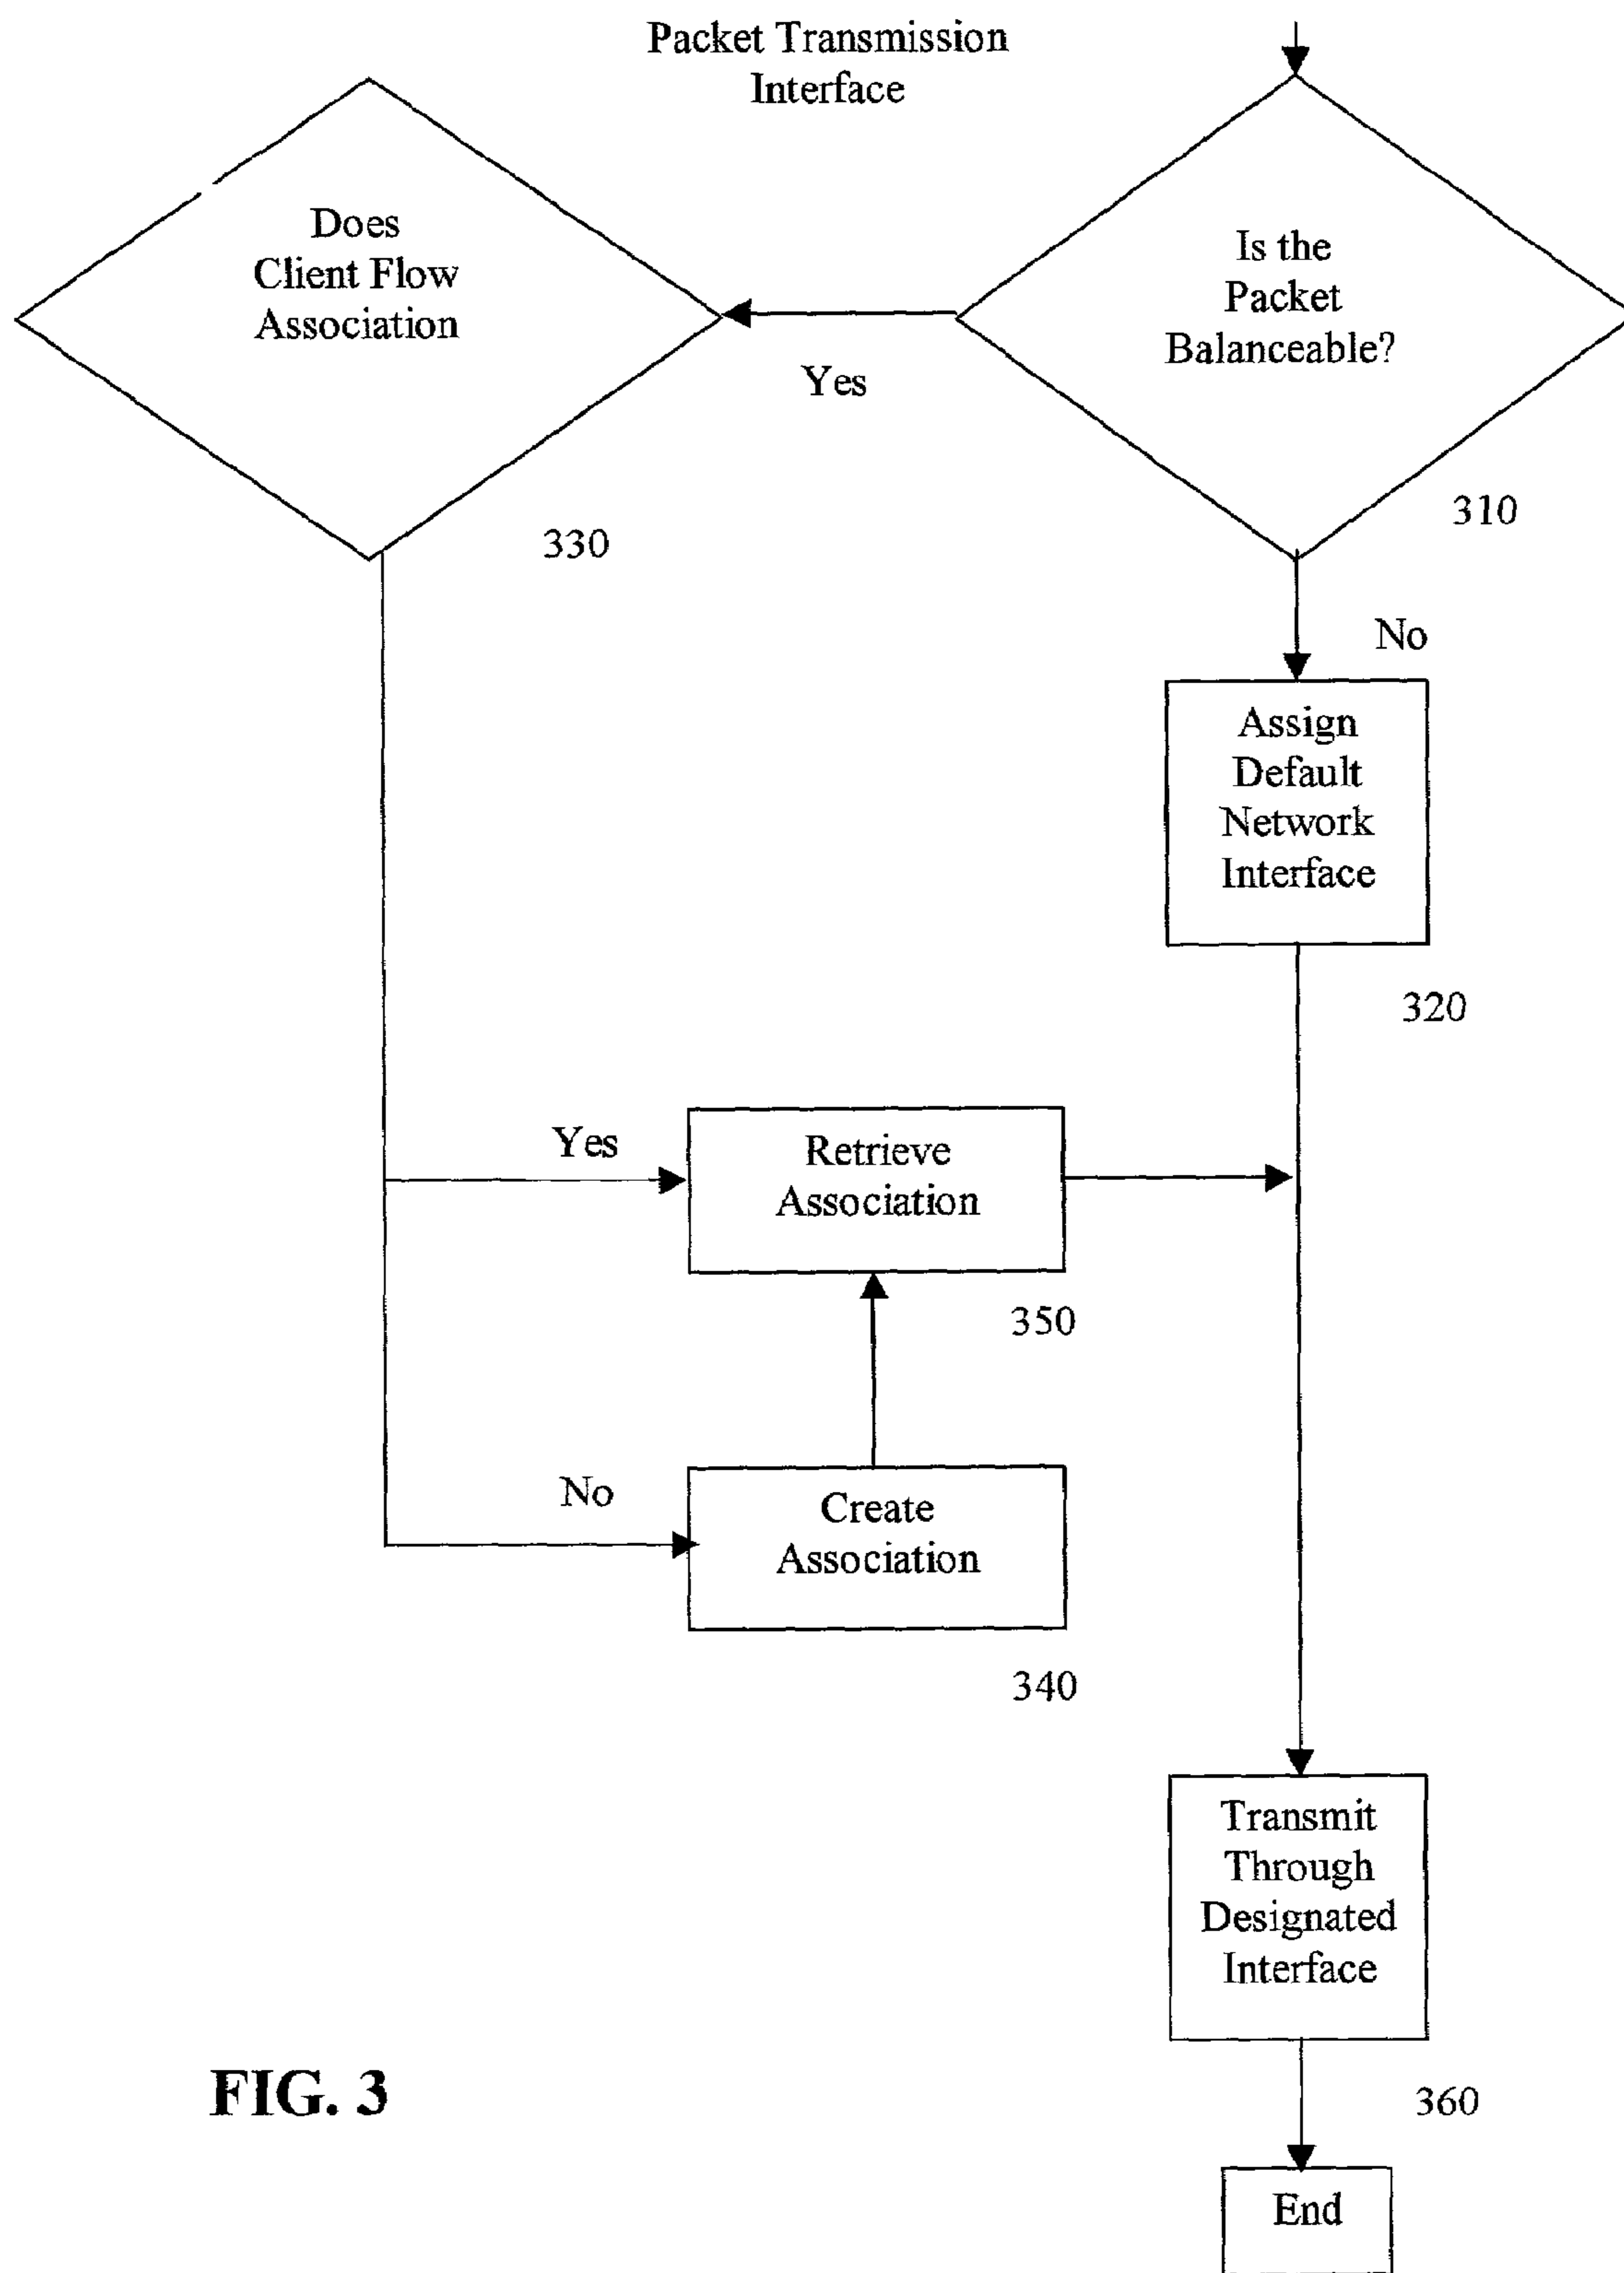 Packet Transmission
Interface
Does
Client Flow
Association
Is the
Packet
Balanceable?
Yes
310
330
No
Assign
Default
Network
Interface
320
Yes
Retrieve
Association
350
No
Create
Association
340
Transmit
Through
Designated
Interface
FIG. 3
360
End